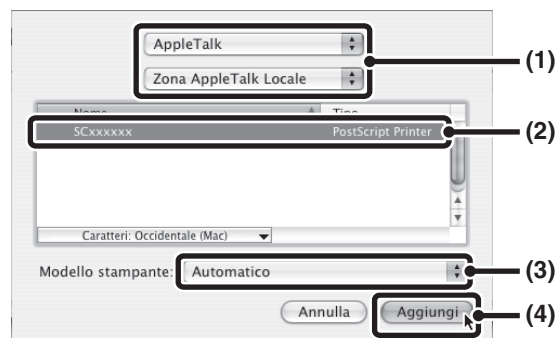 AppleTalk
Zona AppleTalk Locale
(1)
Nome Tipo
SCxxxxxx PostScript Printer
(2)
Caratteri: Occidentale (Mac)
Modello stampante: Automatico
(3)
Annulla Aggiungi
(4)